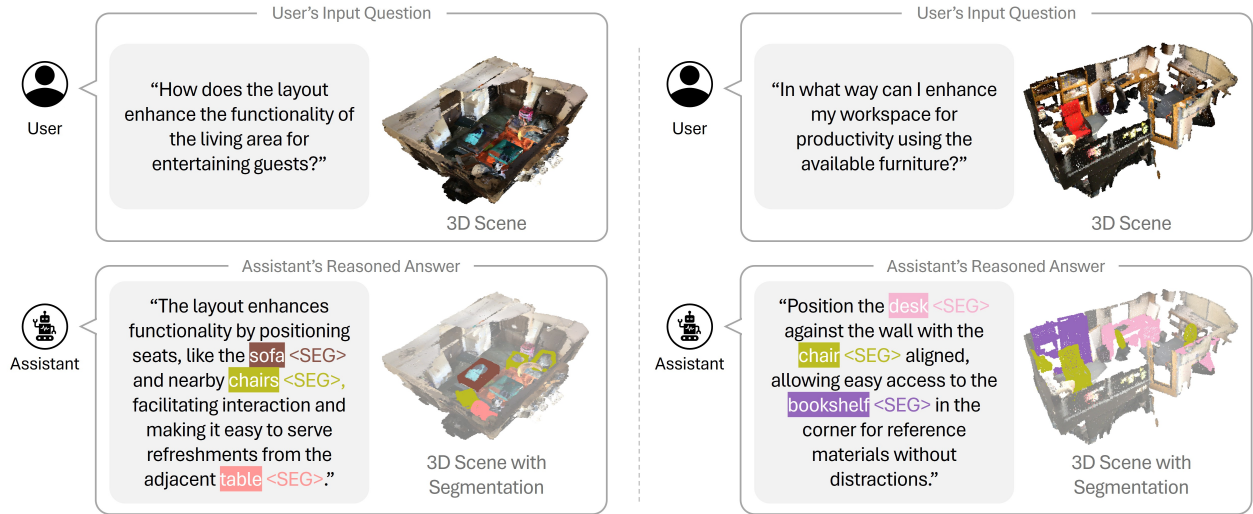 User's Input Question
User
“How does the layout
enhance the functionality of
the living area for
entertaining guests?”
3D Scene
Assistant's Reasoned Answer
Assistant
“The layout enhances
functionality by positioning
seats, like the sofa <SEG>
and nearby chairs <SEG>,
facilitating interaction and
making it easy to serve
refreshments from the
adjacent table <SEG>.”
3D Scene with
Segmentation
User's Input Question
User
“In what way can I enhance
my workspace for
productivity using the
available furniture?”
3D Scene
Assistant's Reasoned Answer
Assistant
“Position the desk <SEG>
against the wall with the
chair <SEG> aligned,
allowing easy access to the
bookshelf <SEG> in the
corner for reference
materials without
distractions.”
3D Scene with
Segmentation